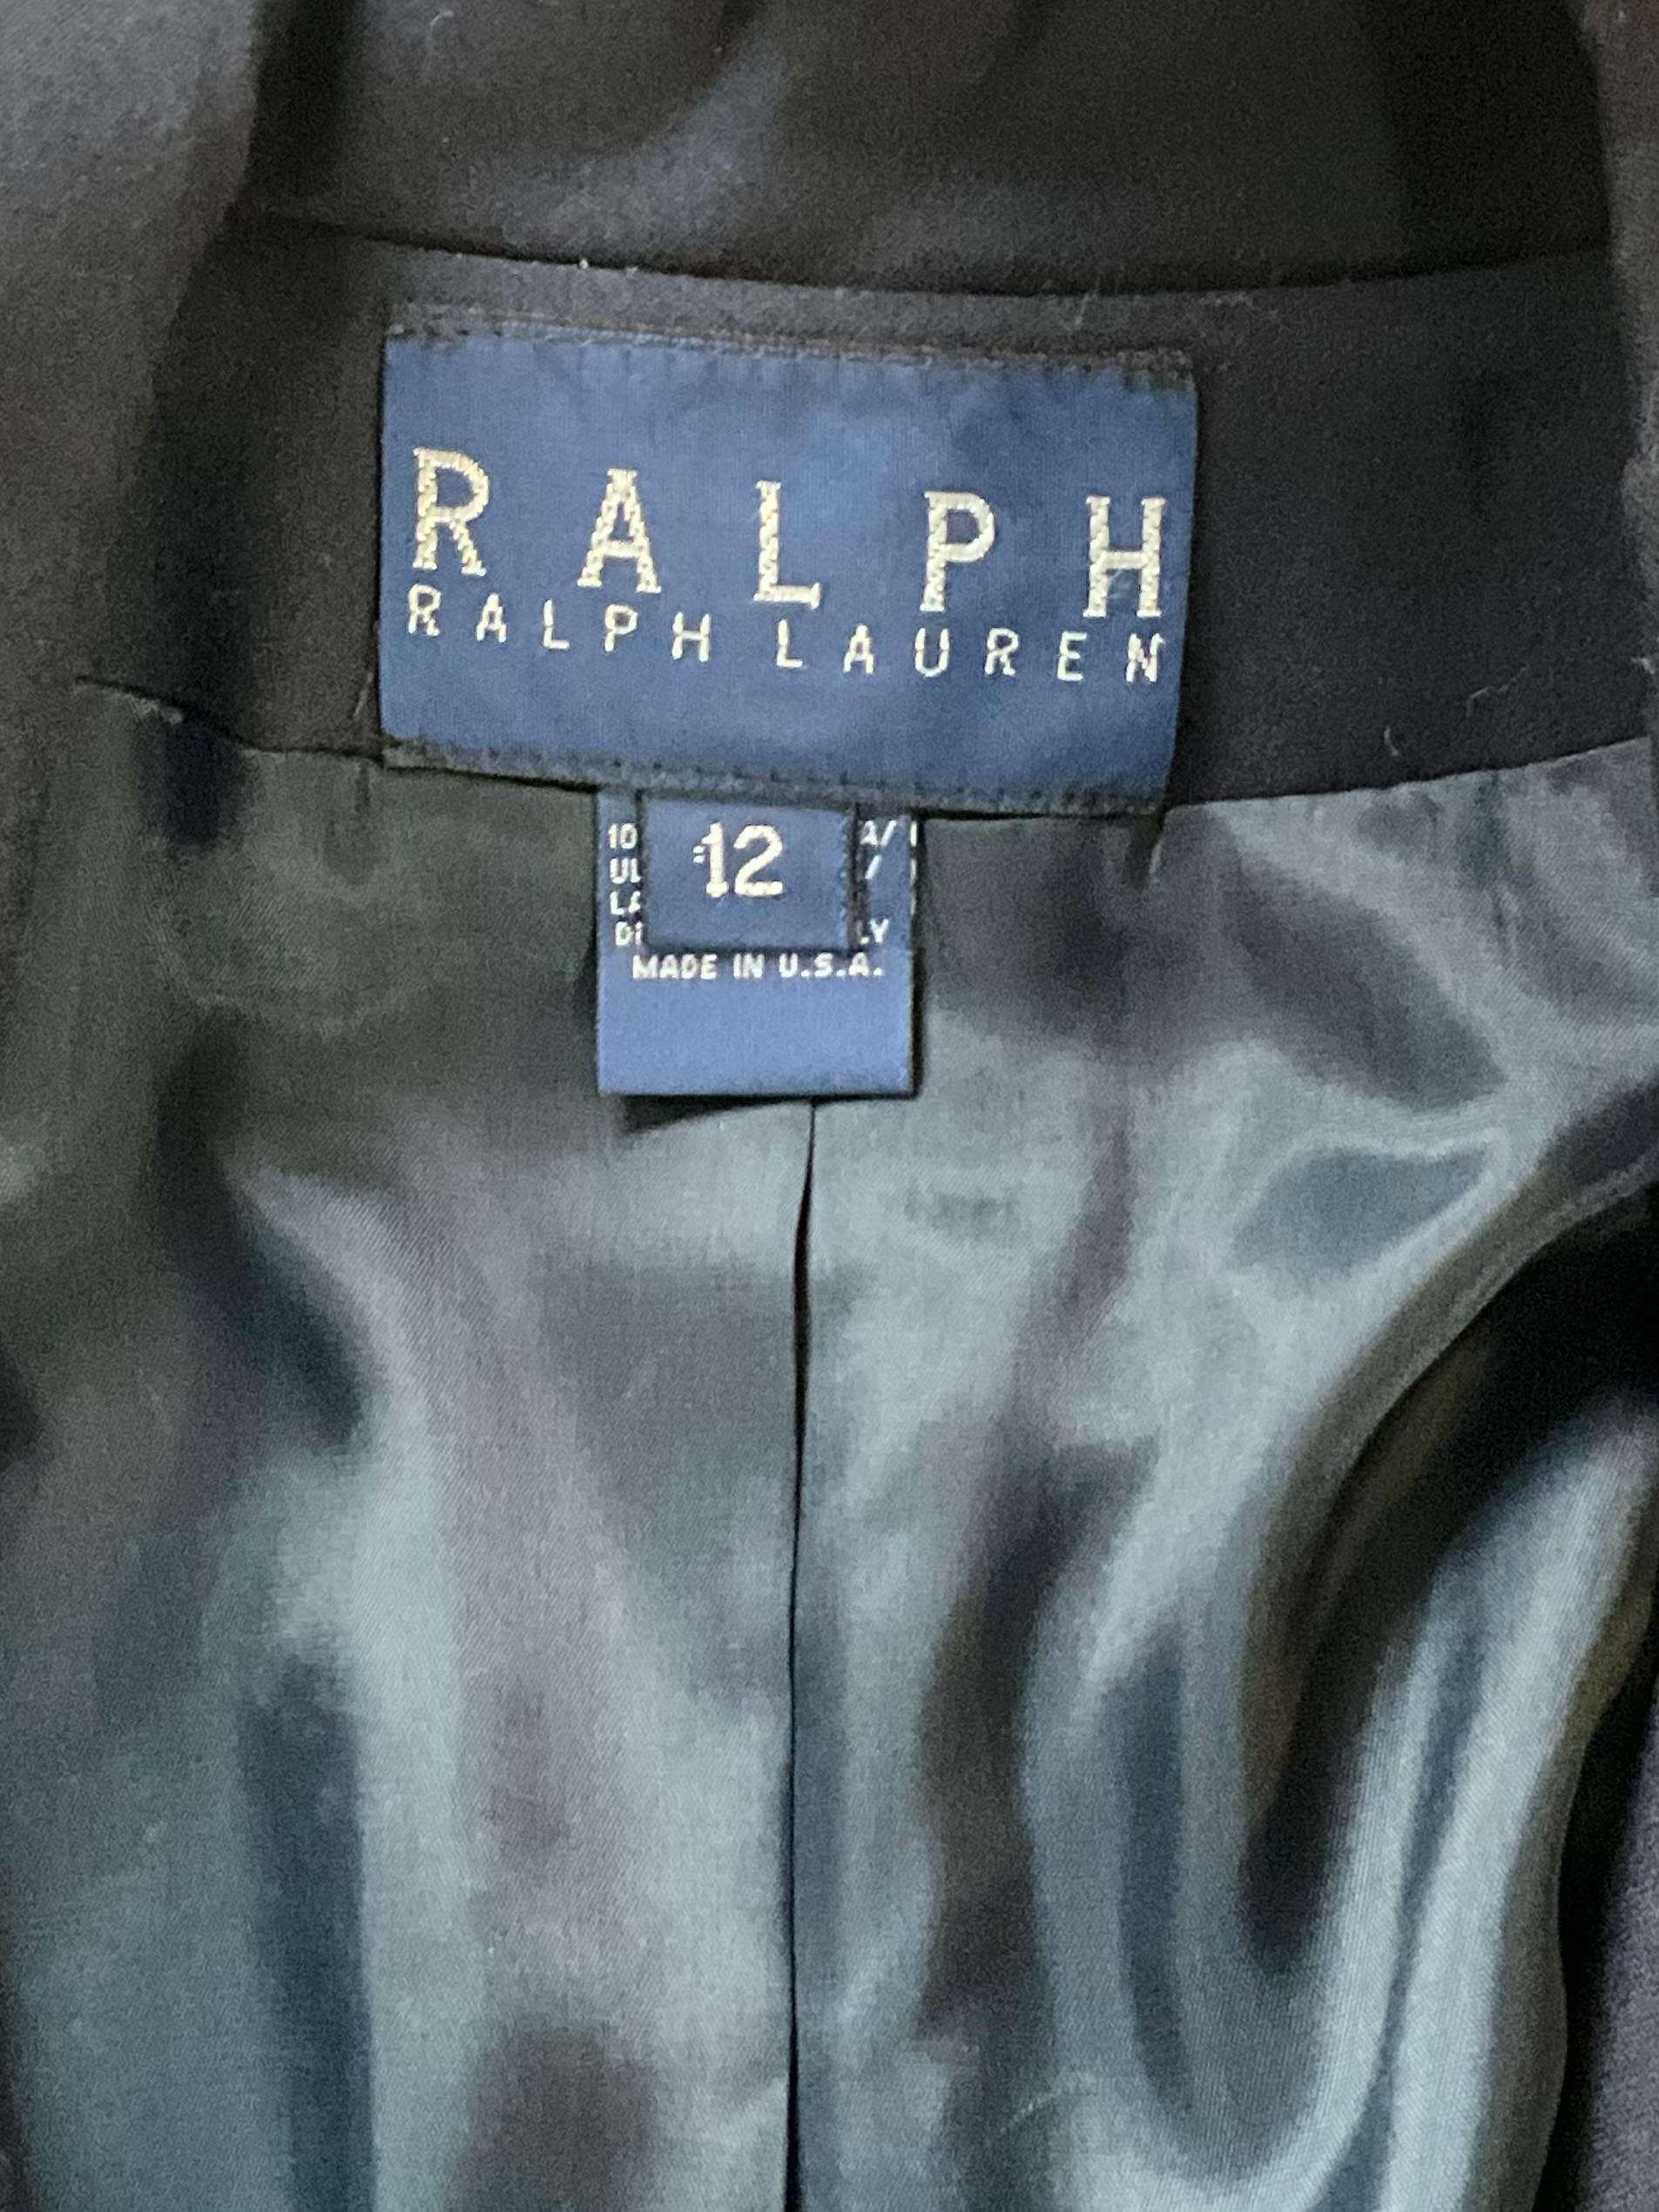 RALPH
RALPH LAUREN
12
MADE IN U.S.A.